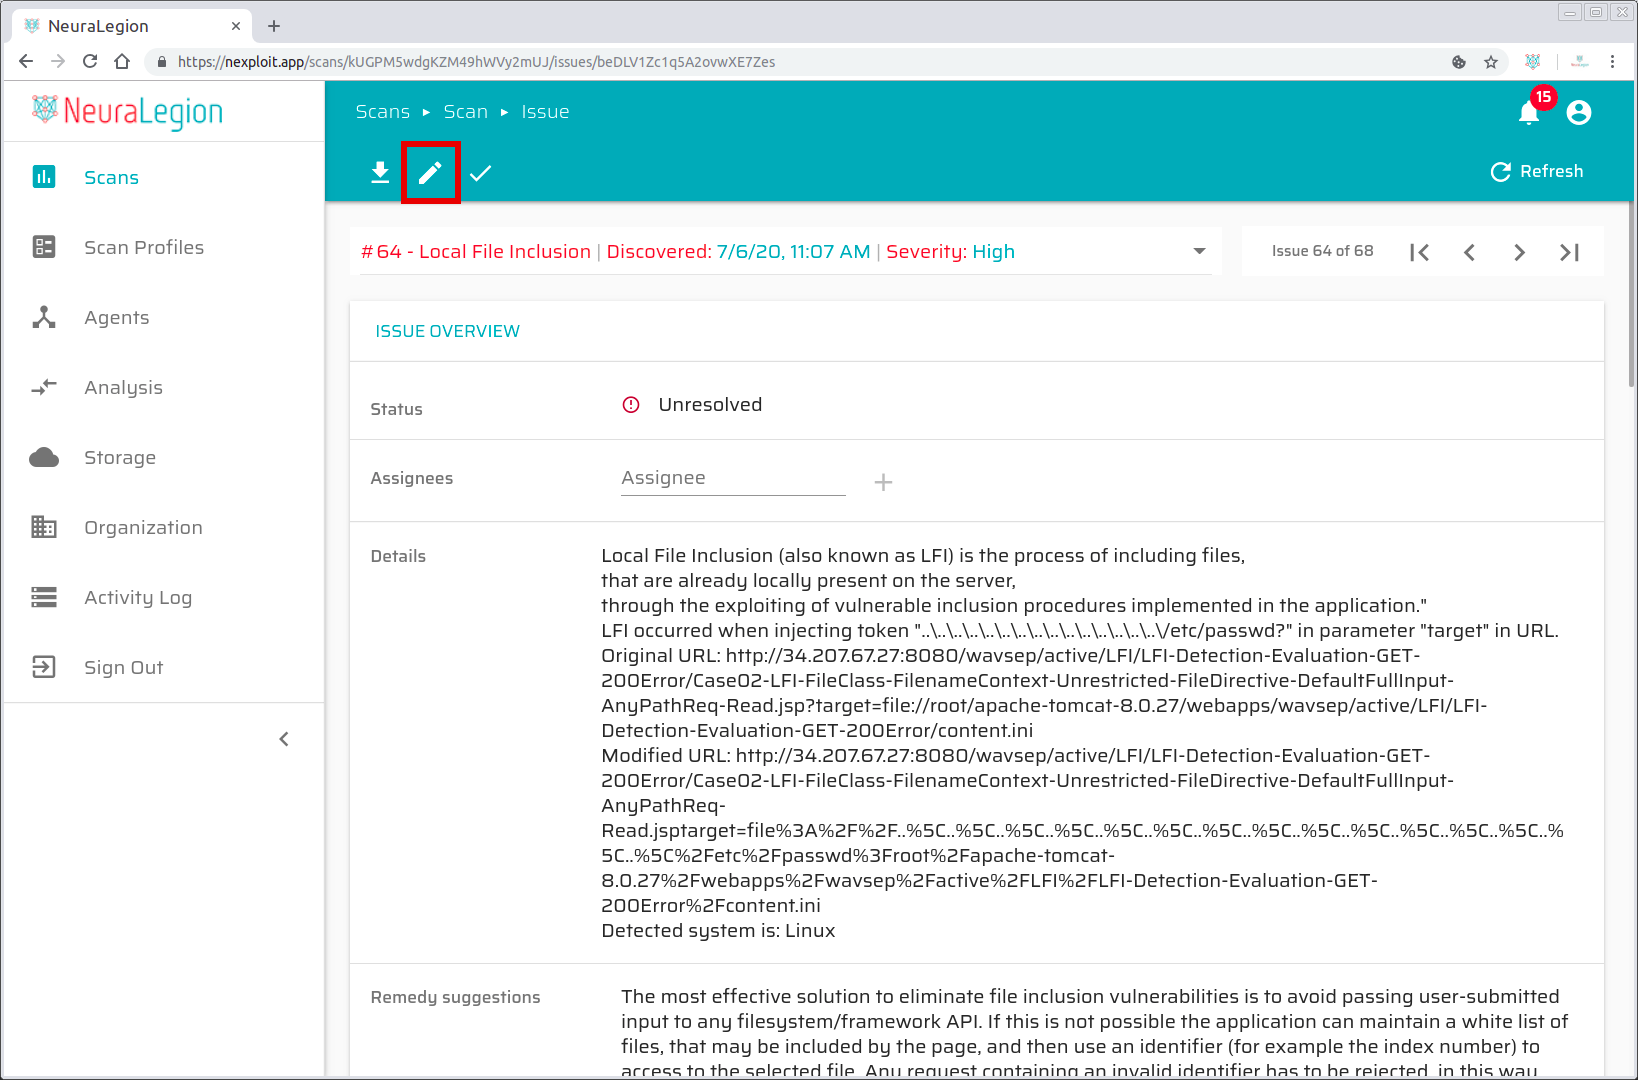 NeuraLegion
https://nexploit.app/scans/kUGPM5wdgKZM49hWVy2mUJ/issues/beDLV1Zc1q5A2ovwXE7Zes
NeuraLegion
Scans ▸ Scan ▸ Issue
15
Refresh
Scans
Scan Profiles
Agents
Analysis
Storage
Organization
Activity Log
Sign Out
#64 - Local File Inclusion | Discovered: 7/6/20, 11:07 AM | Severity: High
Issue 64 of 68
ISSUE OVERVIEW
Status
Unresolved
Assignees
Assignee
Details
Local File Inclusion (also known as LFI) is the process of including files,
that are already locally present on the server,
through the exploiting of vulnerable inclusion procedures implemented in the application."
LFI occurred when injecting token "..\..\..\..\..\..\..\..\..\..\..\..\..\..\..\/etc/passwd?" in parameter "target" in URL.
Original URL: http://34.207.67.27:8080/wavsep/active/LFI/LFI-Detection-Evaluation-GET-
200Error/Case02-LFI-FileClass-FilenameContext-Unrestricted-FileDirective-DefaultFullInput-
AnyPathReq-Read.jsp?target=file://root/apache-tomcat-8.0.27/webapps/wavsep/active/LFI/LFI-
Detection-Evaluation-GET-200Error/content.ini
Modified URL: http://34.207.67.27:8080/wavsep/active/LFI/LFI-Detection-Evaluation-GET-
200Error/Case02-LFI-FileClass-FilenameContext-Unrestricted-FileDirective-DefaultFullInput-
AnyPathReq-
Read.jsptarget=file%3A%2F%2F..%5C..%5C..%5C..%5C..%5C..%5C..%5C..%5C..%5C..%5C..%5C..%5C..%5C..%
5C..%5C%2Fetc%2Fpasswd%3Froot%2Fapache-tomcat-
8.0.27%2Fwebapps%2Fwavsep%2Factive%2FLFI%2FLFI-Detection-Evaluation-GET-
200Error%2Fcontent.ini
Detected system is: Linux
Remedy suggestions
The most effective solution to eliminate file inclusion vulnerabilities is to avoid passing user-submitted
input to any filesystem/framework API. If this is not possible the application can maintain a white list of
files, that may be included by the page, and then use an identifier (for example the index number) to
access to the selected file. Any request containing an invalid identifier has to be rejected, in this way